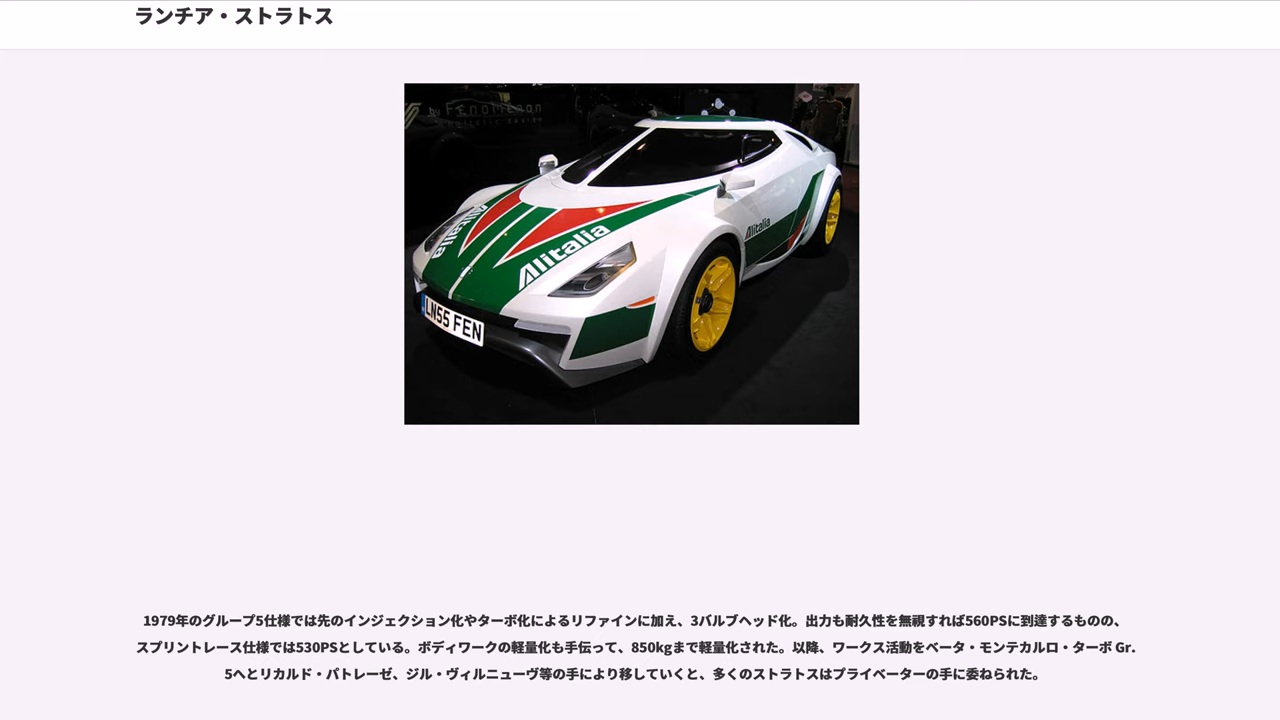 ランチア・ストラトス
by Fenomenon
Alitalia
Alitalia
Alitalia
LN55 FEN
1979年のグループ5仕様では先のインジェクション化やターボ化によるリファインに加え、3バルブヘッド化。出力も耐久性を無視すれば560PSに到達するものの、
スプリントレース仕様では530PSとしている。ボディワークの軽量化も手伝って、850kgまで軽量化された。以降、ワークス活動をベータ・モンテカルロ・ターボ Gr.
5へとリカルド・パトレーゼ、ジル・ヴィルニューヴ等の手により移していくと、多くのストラトスはプライベーターの手に委ねられた。